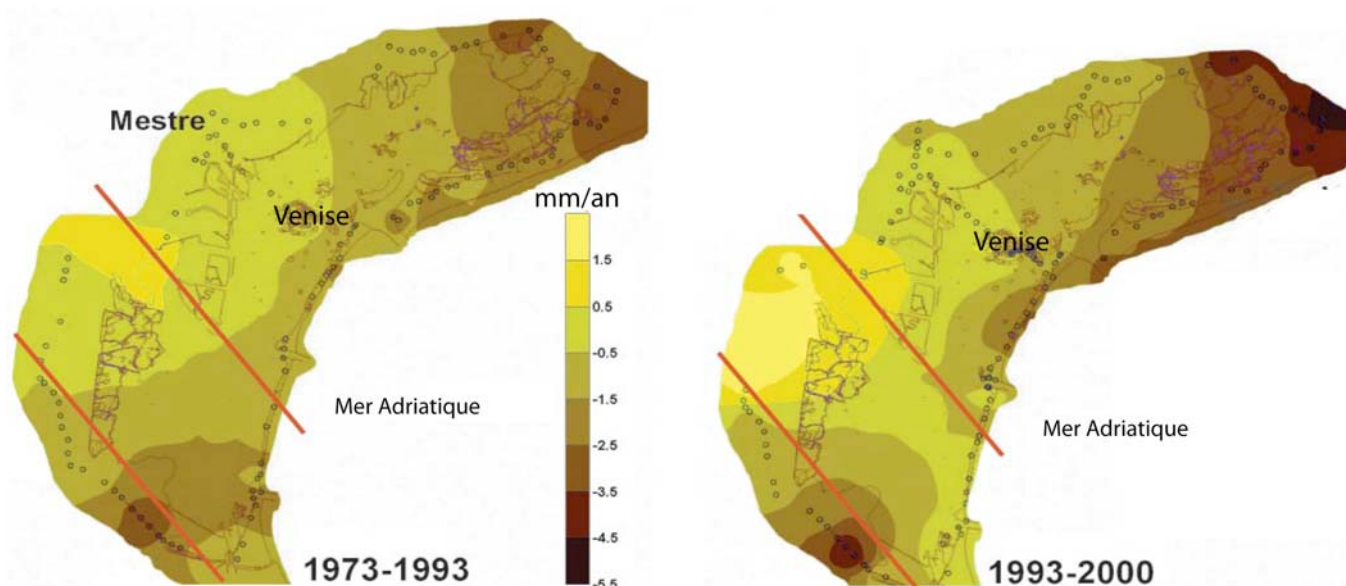 Mestre
Venise
mm/an
1.5
0.5
-0.5
-1.5
-2.5
-3.5
-4.5
-5.5
Mer Adriatique
1973-1993
Venise
Mer Adriatique
1993-2000